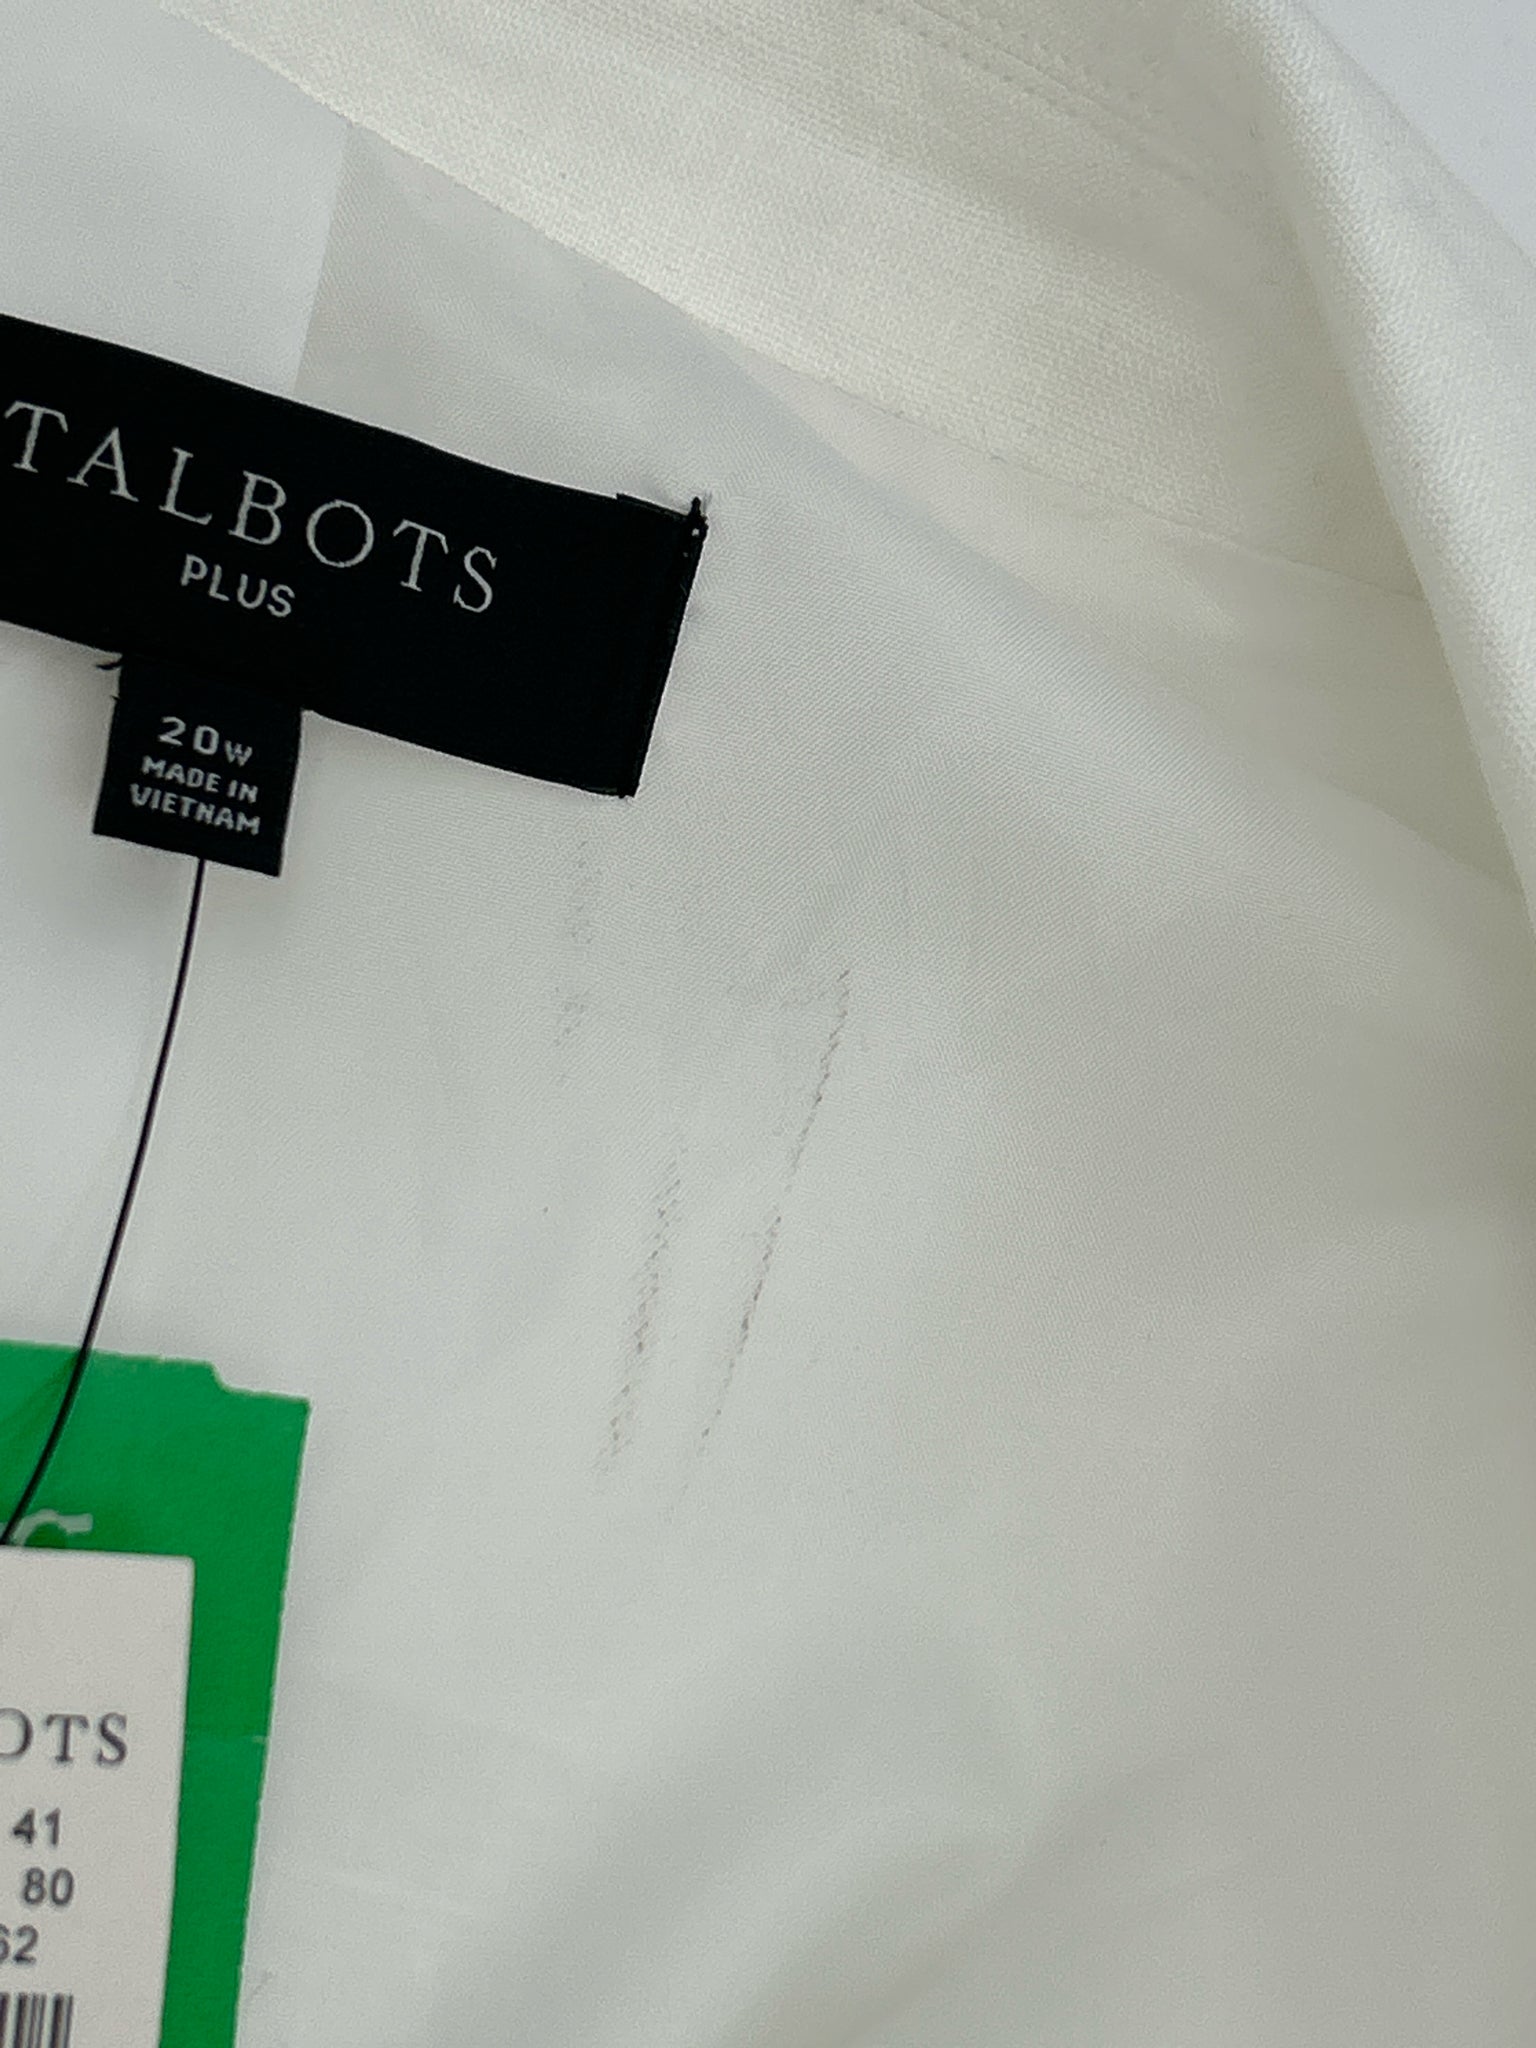 TALBOTS
PLUS
20W
MADE IN
VIETNAM
OTS
41
80
62